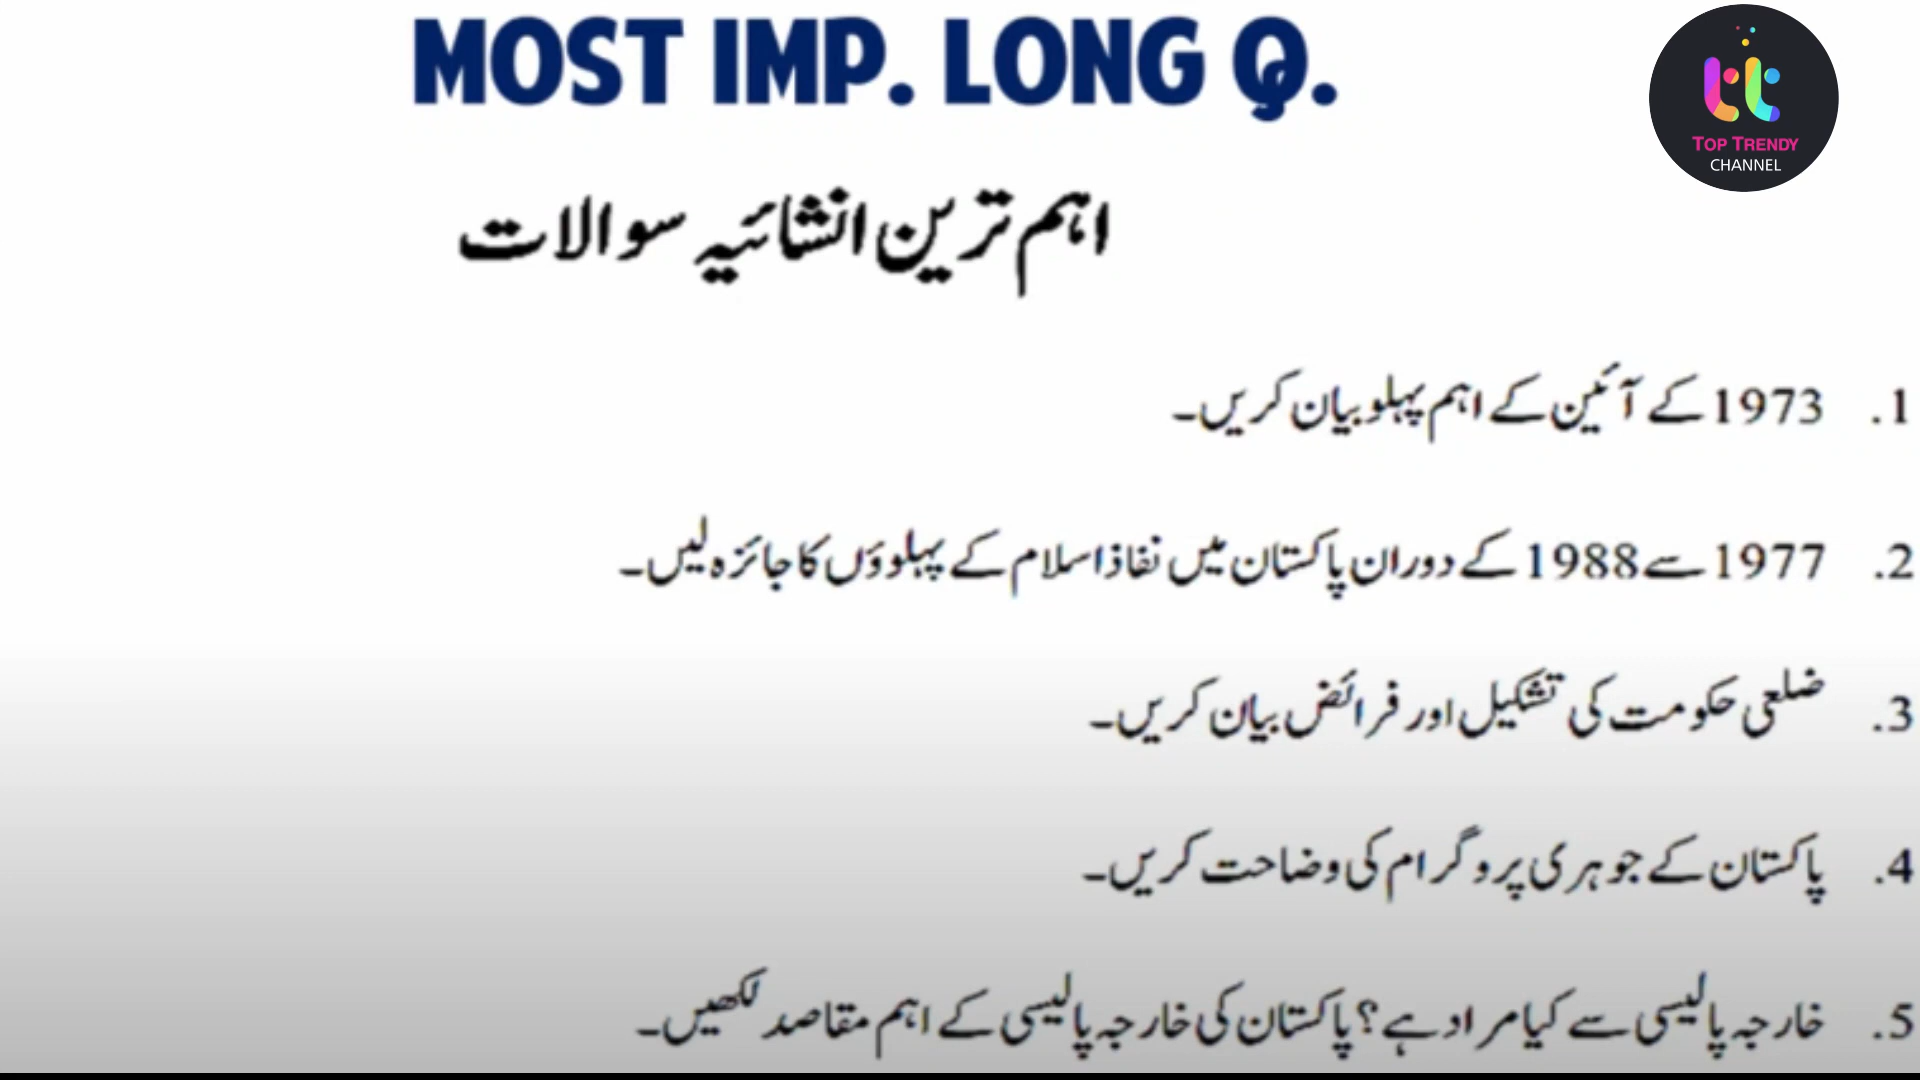 MOST IMP. LONG Q.
TOP TRENDY
CHANNEL
اہم ترین انشائیہ سوالات
1. 1973 کے آئین کے اہم پہلو بیان کریں۔
2. 1977 سے 1988 کے دوران پاکستان میں نفاذ اسلام کے پہلوؤں کا جائزہ لیں۔
3. ضلعی حکومت کی تشکیل اور فرائض بیان کریں۔
4. پاکستان کے جوہری پروگرام کی وضاحت کریں۔
5. خارجہ پالیسی سے کیا مراد ہے؟ پاکستان کی خارجہ پالیسی کے اہم مقاصد لکھیں۔